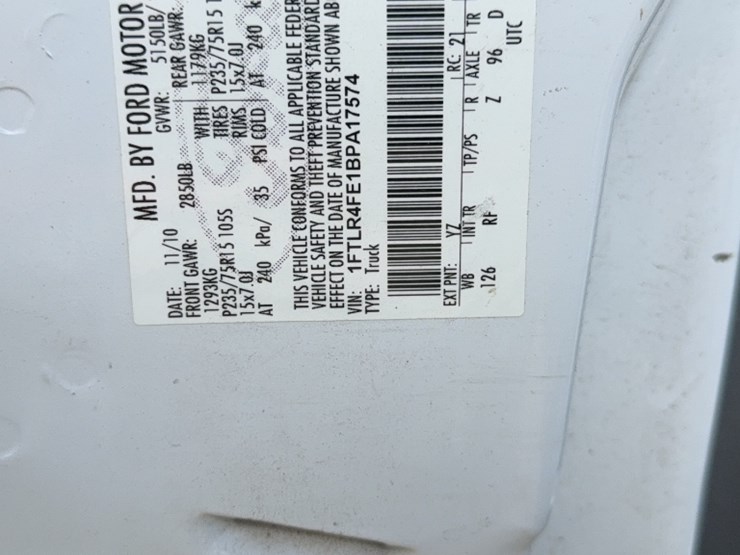 MFD. BY FORD MOTOR
DATE: 11/10 GVWR: 5150LB/
FRONT GAWR: 2850LB REAR GAWR:
1293KG WITH 1179KG
P235/75R15 105S TIRES P235/75R15 1
15x7.0J RIMS 15x7.0J
AT 240 kPa/ 35 PSI COLD AT 240 k
THIS VEHICLE CONFORMS TO ALL APPLICABLE FEDER
VEHICLE SAFETY AND THEFT PREVENTION STANDARD
EFFECT ON THE DATE OF MANUFACTURE SHOWN AB
VIN: 1FTLR4FE1BPA17574
TYPE: Truck
EXT PNT: YZ RC: 21
WB INT TR TP/PS R AXLE TR
126 RF Z 96 D
UTC